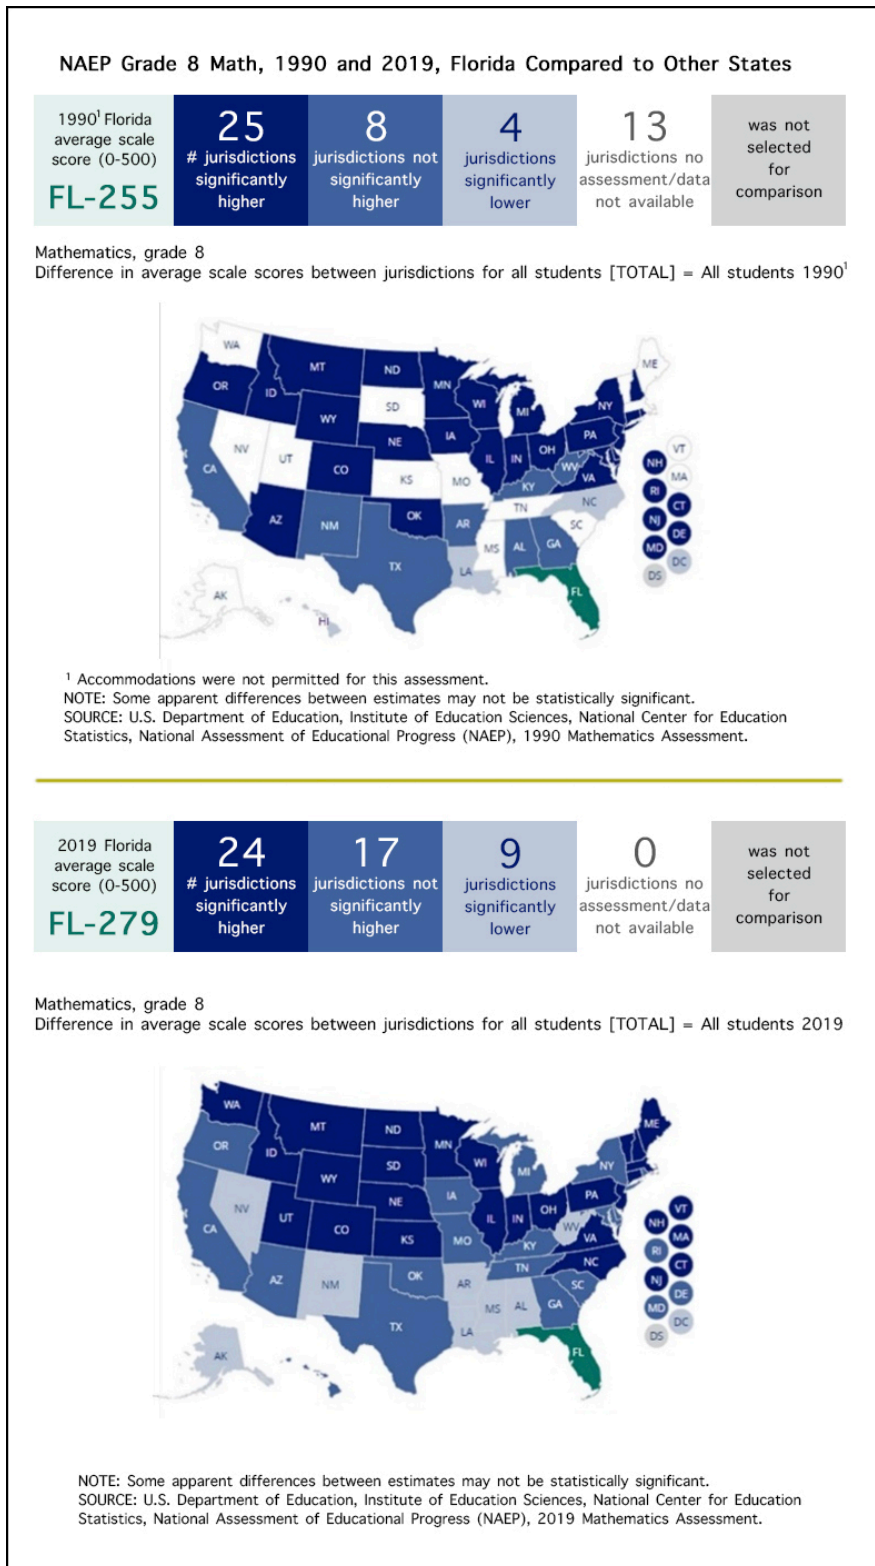 NAEP Grade 8 Math, 1990 and 2019, Florida Compared to Other States
1990¹ Florida
average scale
score (0-500)
FL-255
25
# jurisdictions
significantly
higher
8
jurisdictions not
significantly
higher
4
jurisdictions
significantly
lower
13
jurisdictions no
assessment/data
not available
was not
selected
for
comparison
Mathematics, grade 8
Difference in average scale scores between jurisdictions for all students [TOTAL] = All students 1990¹
WA
MT
ND
MN
ME
OR
ID
SD
WI
MI
NY
WY
NE
IA
PA
NV
UT
CO
IL
IN
OH
VT
NH
CA
KS
MO
KY
WV
VA
MA
RI
AZ
NM
OK
AR
TN
NC
CT
NJ
SC
DE
MD
TX
MS
AL
GA
DC
DS
LA
FL
AK
HI
¹ Accommodations were not permitted for this assessment.
NOTE: Some apparent differences between estimates may not be statistically significant.
SOURCE: U.S. Department of Education, Institute of Education Sciences, National Center for Education
Statistics, National Assessment of Educational Progress (NAEP), 1990 Mathematics Assessment.
2019 Florida
average scale
score (0-500)
FL-279
24
# jurisdictions
significantly
higher
17
jurisdictions not
significantly
higher
9
jurisdictions
significantly
lower
0
jurisdictions no
assessment/data
not available
was not
selected
for
comparison
Mathematics, grade 8
Difference in average scale scores between jurisdictions for all students [TOTAL] = All students 2019
WA
MT
ND
MN
ME
OR
ID
SD
WI
MI
NY
WY
NE
IA
PA
NV
UT
CO
IL
IN
OH
VT
NH
CA
KS
MO
KY
WV
VA
MA
RI
AZ
NM
OK
AR
TN
NC
CT
NJ
SC
DE
MD
TX
MS
AL
GA
DC
DS
LA
FL
AK
NOTE: Some apparent differences between estimates may not be statistically significant.
SOURCE: U.S. Department of Education, Institute of Education Sciences, National Center for Education
Statistics, National Assessment of Educational Progress (NAEP), 2019 Mathematics Assessment.